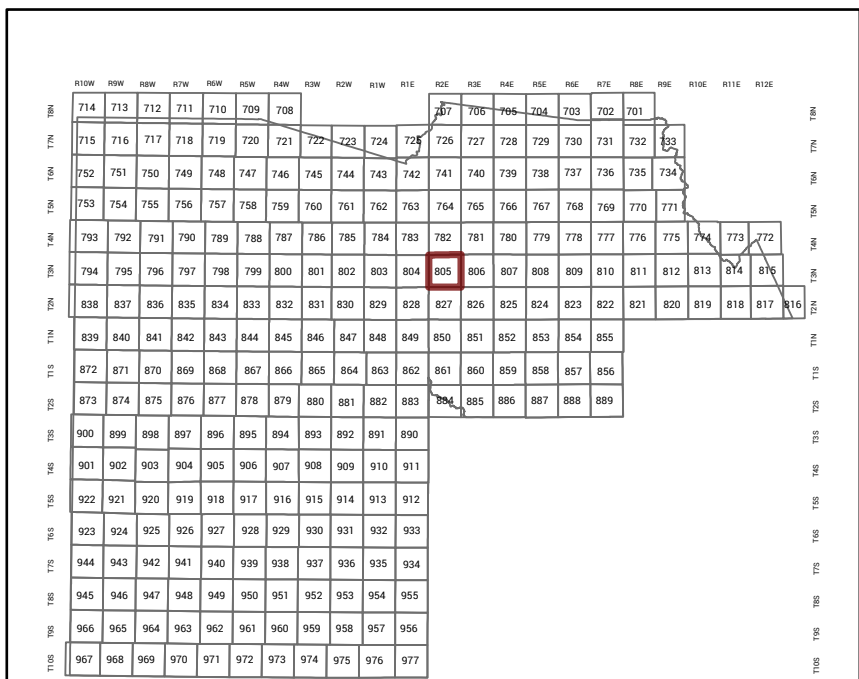 R10W R9W R8W R7W R6W R5W R4W R3W R2W R1W R1E R2E R3E R4E R5E R6E R7E R8E R9E R10E R11E R12E
T8N 714 713 712 711 710 709 708 707 706 705 704 703 702 701 T8N
T7N 715 716 717 718 719 720 721 722 723 724 725 726 727 728 729 730 731 732 733 T7N
T6N 752 751 750 749 748 747 746 745 744 743 742 741 740 739 738 737 736 735 734 T6N
T5N 753 754 755 756 757 758 759 760 761 762 763 764 765 766 767 768 769 770 771 T5N
T4N 793 792 791 790 789 788 787 786 785 784 783 782 781 780 779 778 777 776 775 774 773 772 T4N
T3N 794 795 796 797 798 799 800 801 802 803 804 805 806 807 808 809 810 811 812 813 814 815 T3N
T2N 838 837 836 835 834 833 832 831 830 829 828 827 826 825 824 823 822 821 820 819 818 817 816 T2N
T1N 839 840 841 842 843 844 845 846 847 848 849 850 851 852 853 854 855 T1N
T1S 872 871 870 869 868 867 866 865 864 863 862 861 860 859 858 857 856 T1S
T2S 873 874 875 876 877 878 879 880 881 882 883 884 885 886 887 888 889 T2S
T3S 900 899 898 897 896 895 894 893 892 891 890 T3S
T4S 901 902 903 904 905 906 907 908 909 910 911 T4S
T5S 922 921 920 919 918 917 916 915 914 913 912 T5S
T6S 923 924 925 926 927 928 929 930 931 932 933 T6S
T7S 944 943 942 941 940 939 938 937 936 935 934 T7S
T8S 945 946 947 948 949 950 951 952 953 954 955 T8S
T9S 966 965 964 963 962 961 960 959 958 957 956 T9S
T10S 967 968 969 970 971 972 973 974 975 976 977 T10S